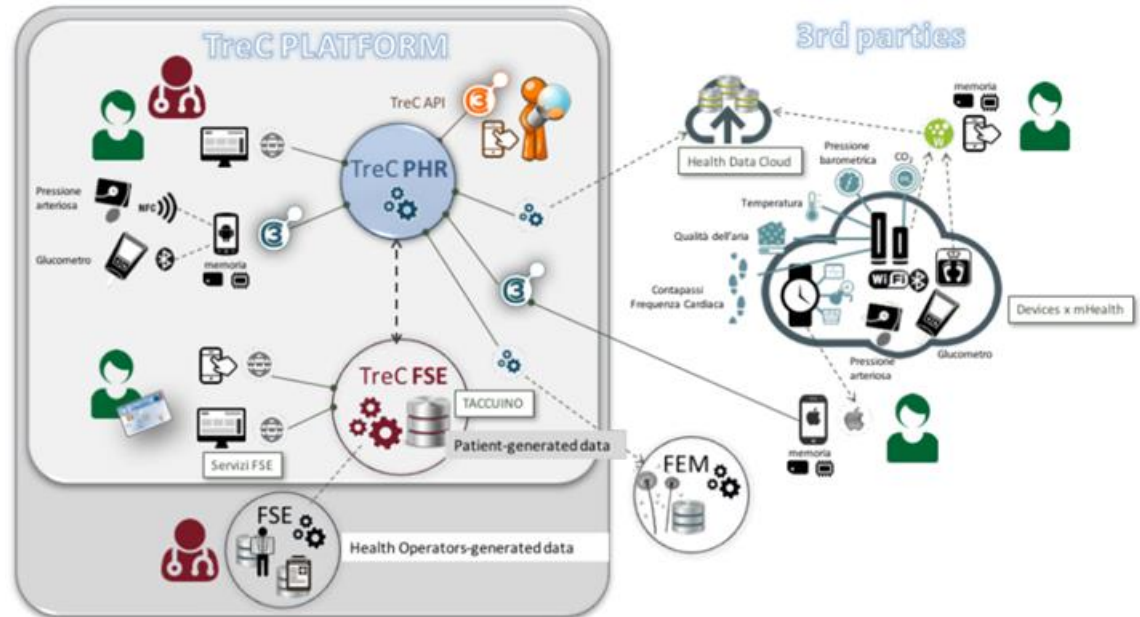 TreC PLATFORM
3rd parties
TreC API
memoria
TreC PHR
Health Data Cloud
Pressione
barometrica
CO2
Pressione
arteriosa
NFC
Temperatura
Glucometro
memoria
Qualità dell'aria
Contapassi
Frequenza Cardiaca
WiFi
Devices x mHealth
Pressione
arteriosa
Glucometro
TreC FSE
TACCUINO
Patient-generated data
Servizi FSE
memoria
FEM
FSE
Health Operators-generated data